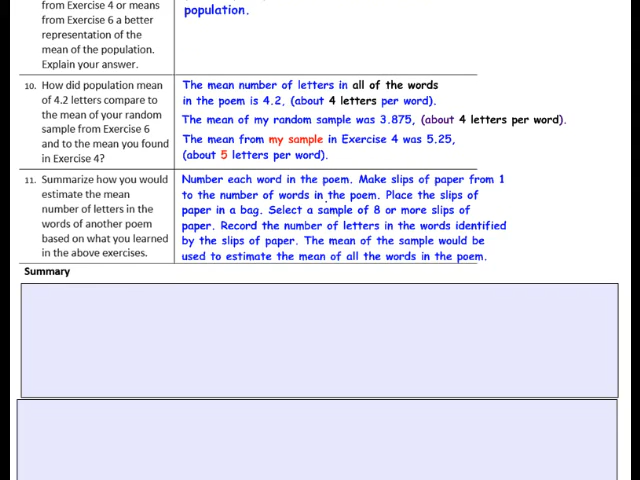 from Exercise 4 or means
from Exercise 6 a better
representation of the
mean of the population.
Explain your answer.
population.
10. How did population mean
of 4.2 letters compare to
the mean of your random
sample from Exercise 6
and to the mean you found
in Exercise 4?
The mean number of letters in all of the words
in the poem is 4.2, (about 4 letters per word).
The mean of my random sample was 3.875, (about 4 letters per word).
The mean from my sample in Exercise 4 was 5.25,
(about 5 letters per word).
11. Summarize how you would
estimate the mean
number of letters in the
words of another poem
based on what you learned
in the above exercises.
Number each word in the poem. Make slips of paper from 1
to the number of words in the poem. Place the slips of
paper in a bag. Select a sample of 8 or more slips of
paper. Record the number of letters in the words identified
by the slips of paper. The mean of the sample would be
used to estimate the mean of all the words in the poem.
Summary